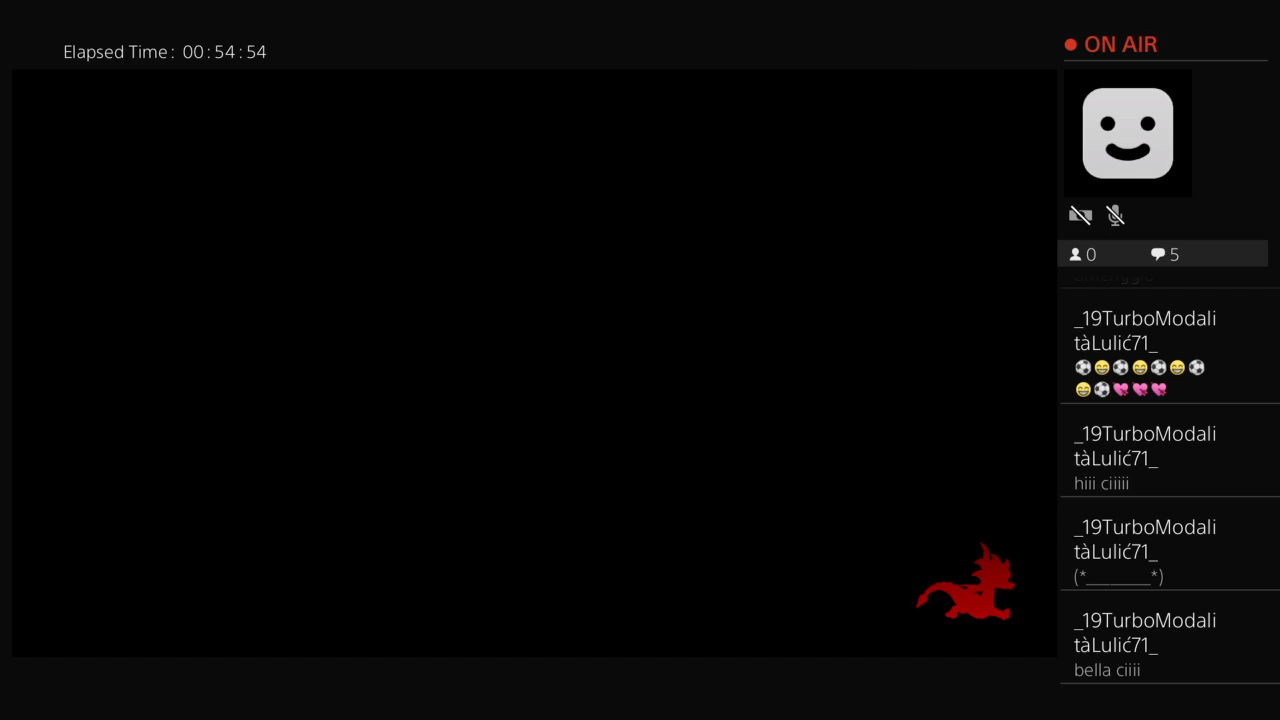 Elapsed Time: 00:54:54
ON AIR
0 5
_19TurboModali
tàLulić71_
⚽😁⚽😁⚽😁⚽
😁⚽💘💘💘
_19TurboModali
tàLulić71_
hiii ciiiii
_19TurboModali
tàLulić71_
(*________*)
_19TurboModali
tàLulić71_
bella ciiii